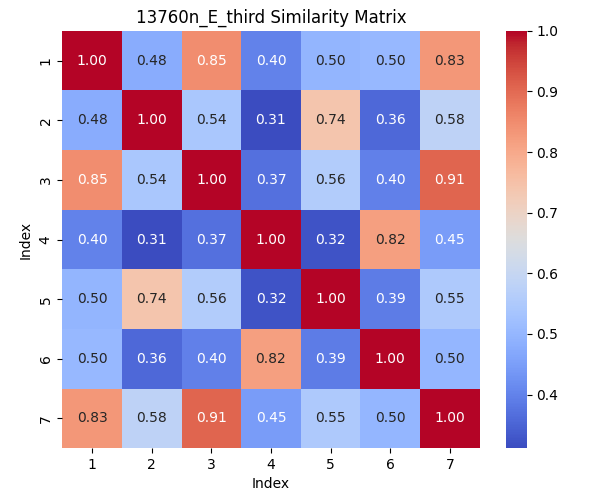 13760n_E_third Similarity Matrix
1 1.00 0.48 0.85 0.40 0.50 0.50 0.83
2 0.48 1.00 0.54 0.31 0.74 0.36 0.58
3 0.85 0.54 1.00 0.37 0.56 0.40 0.91
4 0.40 0.31 0.37 1.00 0.32 0.82 0.45
5 0.50 0.74 0.56 0.32 1.00 0.39 0.55
6 0.50 0.36 0.40 0.82 0.39 1.00 0.50
7 0.83 0.58 0.91 0.45 0.55 0.50 1.00
1 2 3 4 5 6 7
Index
Index
1.0
0.9
0.8
0.7
0.6
0.5
0.4